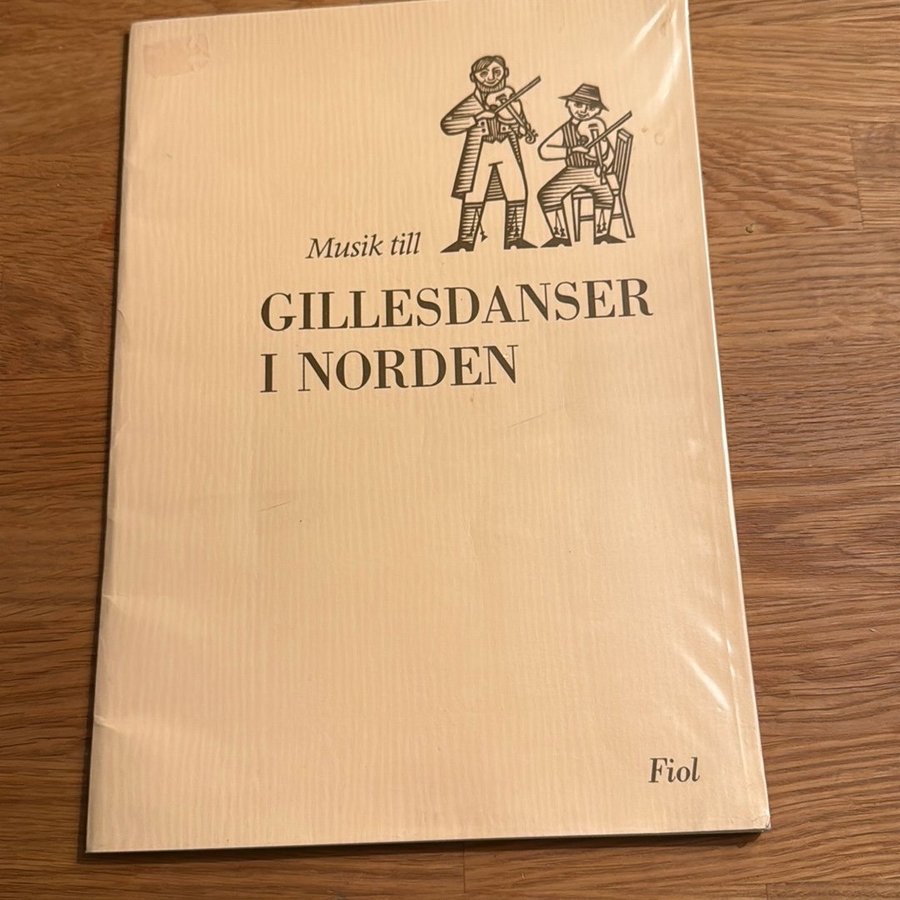 Musik till
GILLESDANSER
I NORDEN
Fiol